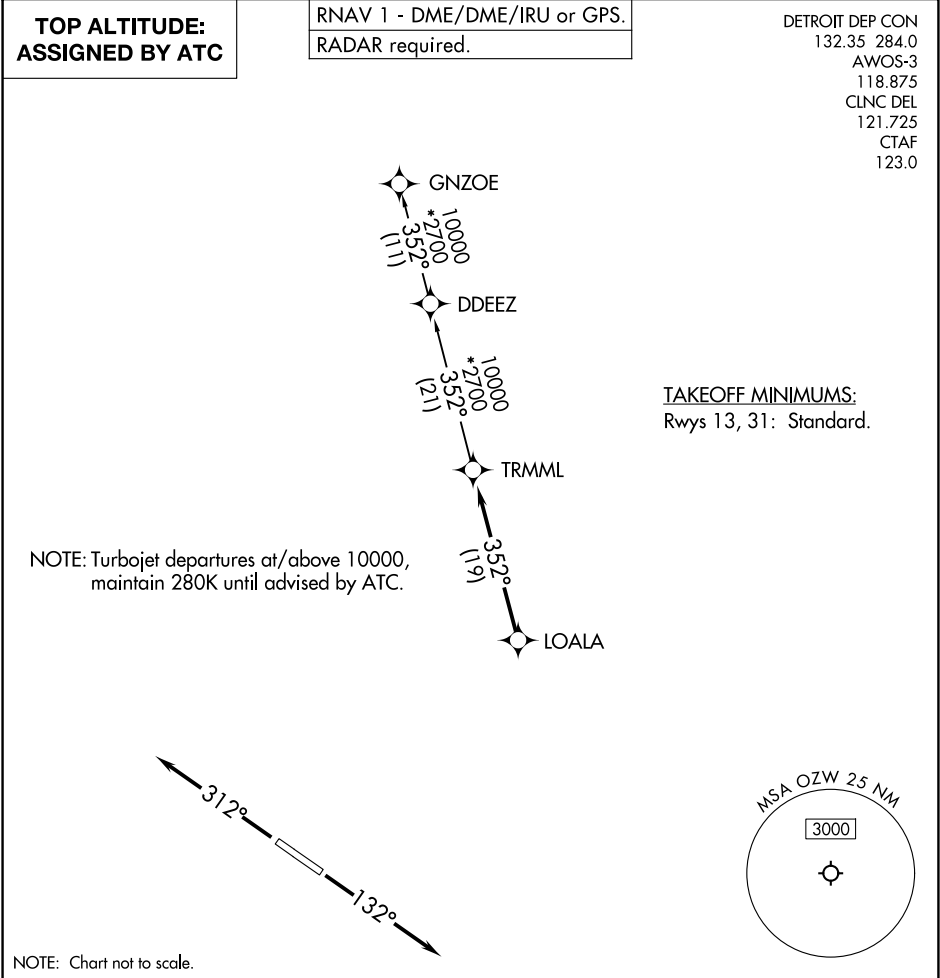 TOP ALTITUDE:
ASSIGNED BY ATC
RNAV 1 - DME/DME/IRU or GPS.
RADAR required.
DETROIT DEP CON
132.35 284.0
AWOS-3
118.875
CLNC DEL
121.725
CTAF
123.0
GNZOE
10000
*2700
352°
(11)
DDEEZ
10000
*2700
352°
(21)
TAKEOFF MINIMUMS:
Rwys 13, 31: Standard.
TRMML
352°
(19)
NOTE: Turbojet departures at/above 10000,
maintain 280K until advised by ATC.
LOALA
312°
132°
MSA OZW 25 NM
3000
NOTE: Chart not to scale.